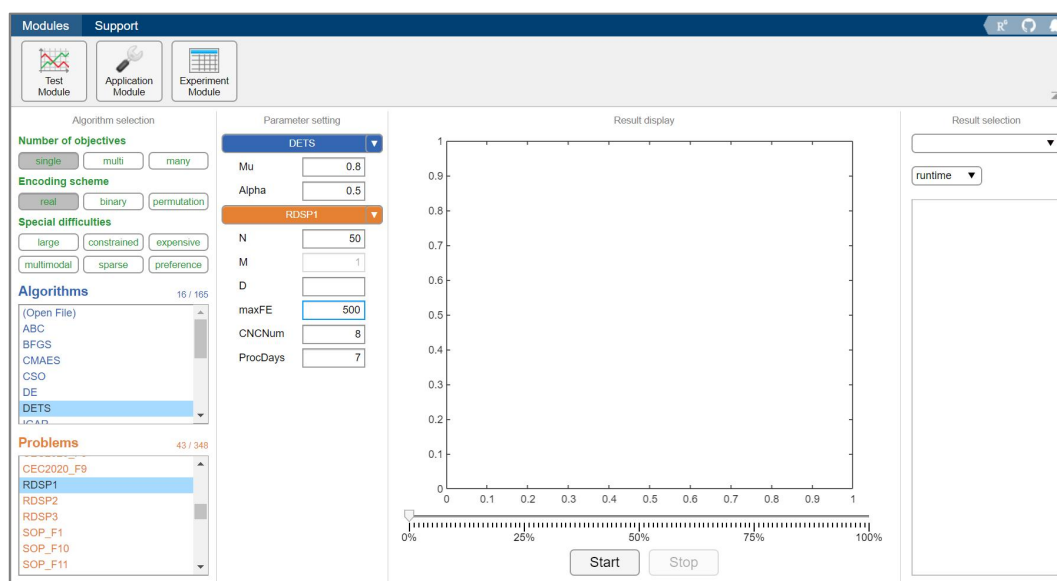 Modules Support R⁶
Test Module
Application Module
Experiment Module
Algorithm selection
Number of objectives
single multi many
Encoding scheme
real binary permutation
Special difficulties
large constrained expensive
multimodal sparse preference
Algorithms 16 / 165
(Open File)
ABC
BFGS
CMAES
CSO
DE
DETS
Problems 43 / 348
CEC2020_F9
RDSP1
RDSP2
RDSP3
SOP_F1
SOP_F10
SOP_F11
Parameter setting
DETS
Mu 0.8
Alpha 0.5
RDSP1
N 50
M 1
D
maxFE 500
CNCNum 8
ProcDays 7
Result display
1
0.9
0.8
0.7
0.6
0.5
0.4
0.3
0.2
0.1
0
0 0.1 0.2 0.3 0.4 0.5 0.6 0.7 0.8 0.9 1
0% 25% 50% 75% 100%
Start Stop
Result selection
runtime